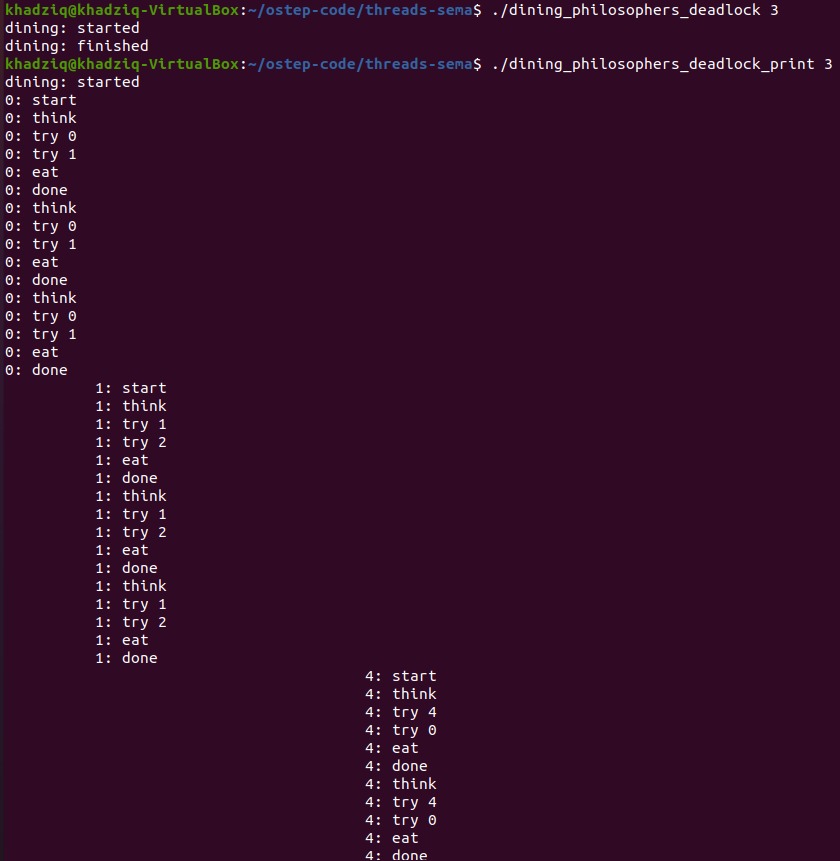 khadziq@khadziq-VirtualBox:~/ostep-code/threads-sema$ ./dining_philosophers_deadlock 3
dining: started
dining: finished
khadziq@khadziq-VirtualBox:~/ostep-code/threads-sema$ ./dining_philosophers_deadlock_print 3
dining: started
0: start
0: think
0: try 0
0: try 1
0: eat
0: done
0: think
0: try 0
0: try 1
0: eat
0: done
0: think
0: try 0
0: try 1
0: eat
0: done
1: start
1: think
1: try 1
1: try 2
1: eat
1: done
1: think
1: try 1
1: try 2
1: eat
1: done
1: think
1: try 1
1: try 2
1: eat
1: done
4: start
4: think
4: try 4
4: try 0
4: eat
4: done
4: think
4: try 4
4: try 0
4: eat
4: done